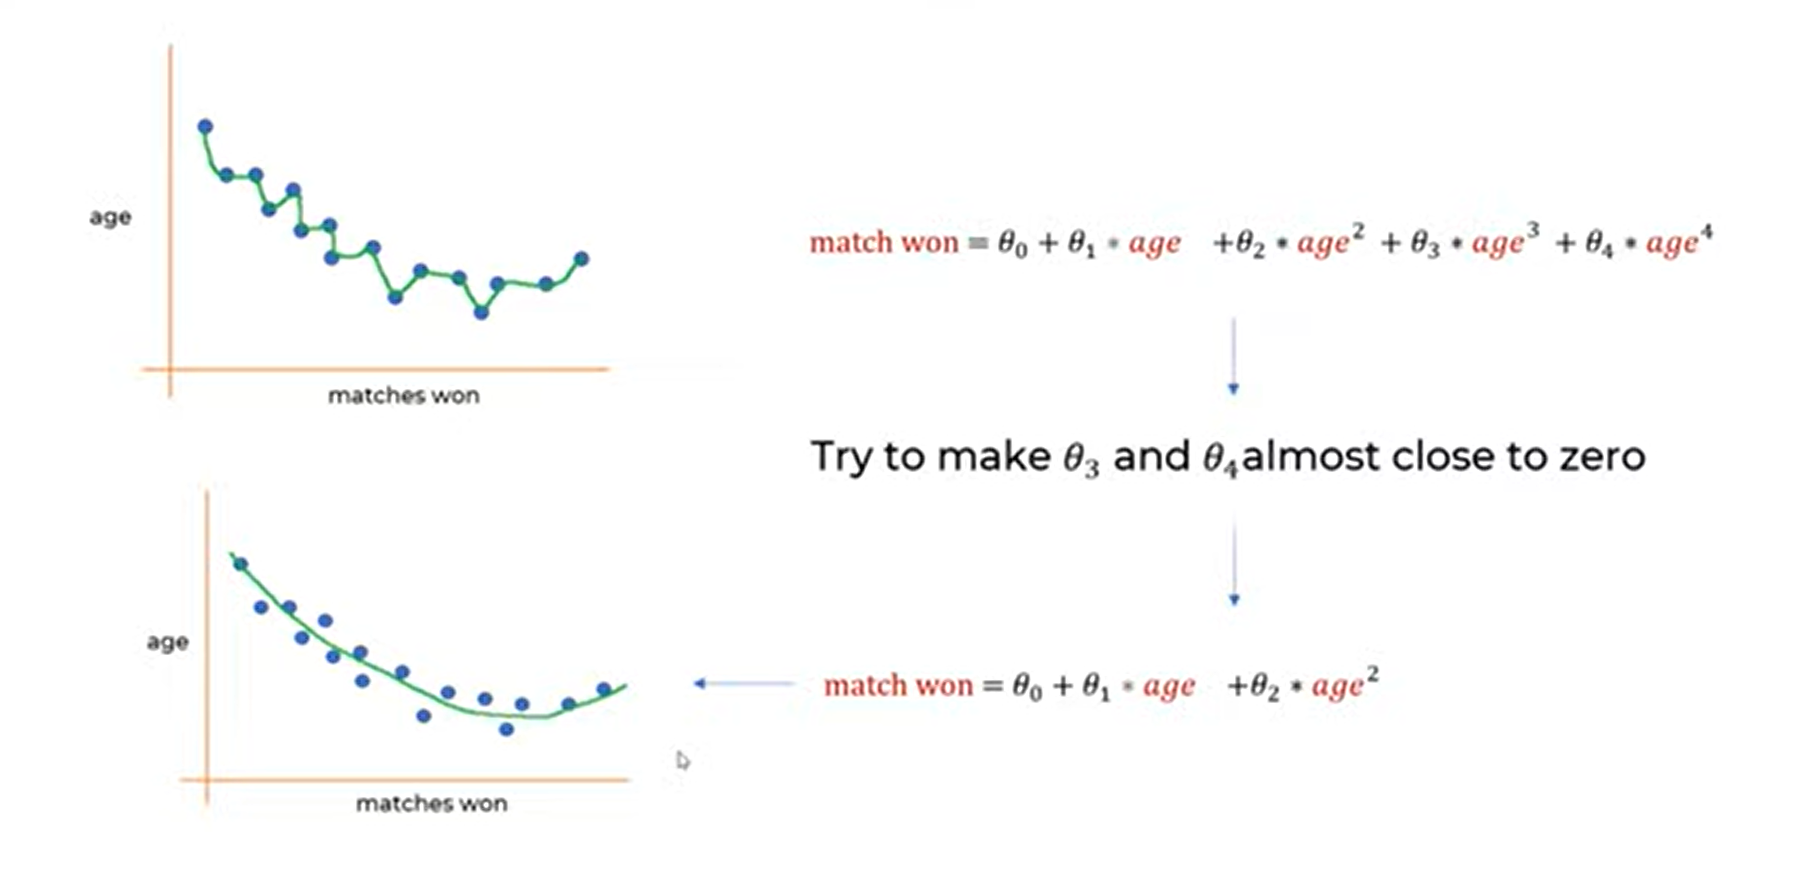 age
matches won
match won = θ₀ + θ₁ * age +θ₂ * age² + θ₃ * age³ + θ₄ * age⁴
Try to make θ₃ and θ₄almost close to zero
age
matches won
match won = θ₀ + θ₁ * age +θ₂ * age²